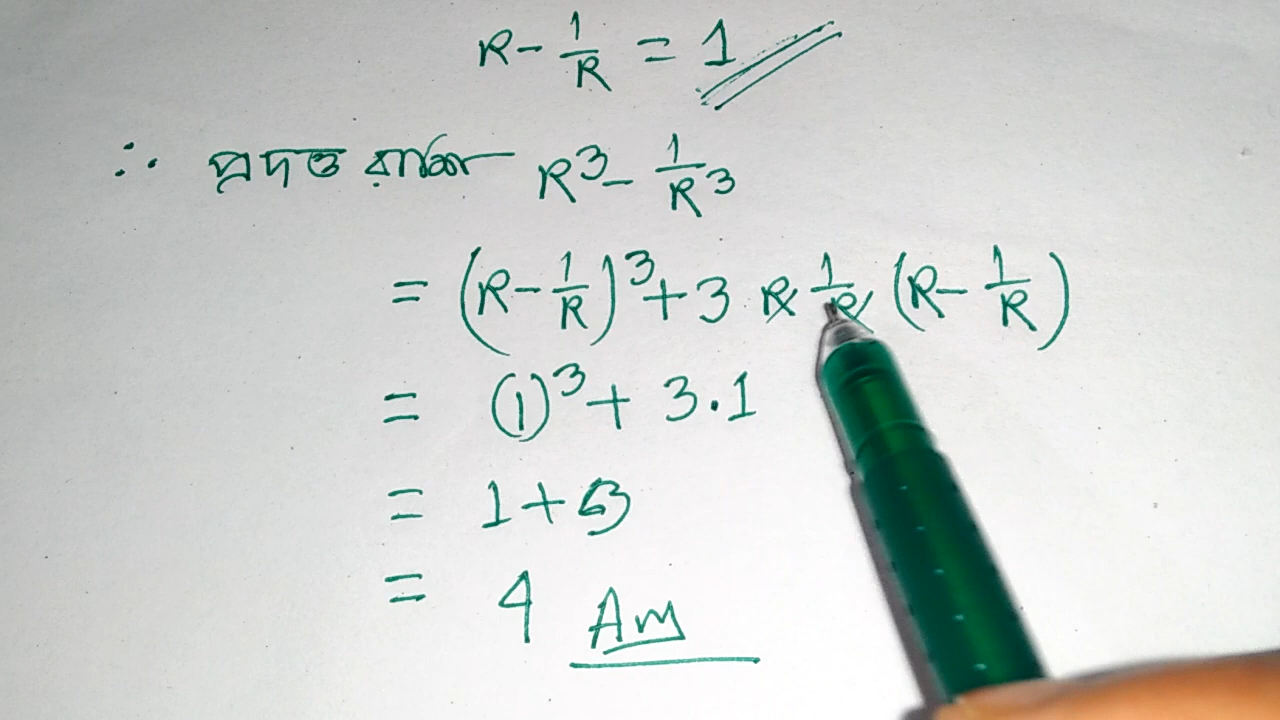 R - 1/R = 1
∴ প্রদত্ত রাশি R³ - 1/R³
= (R - 1/R)³ + 3 R 1/R (R - 1/R)
= (1)³ + 3.1
= 1 + 3
= 4 Ans